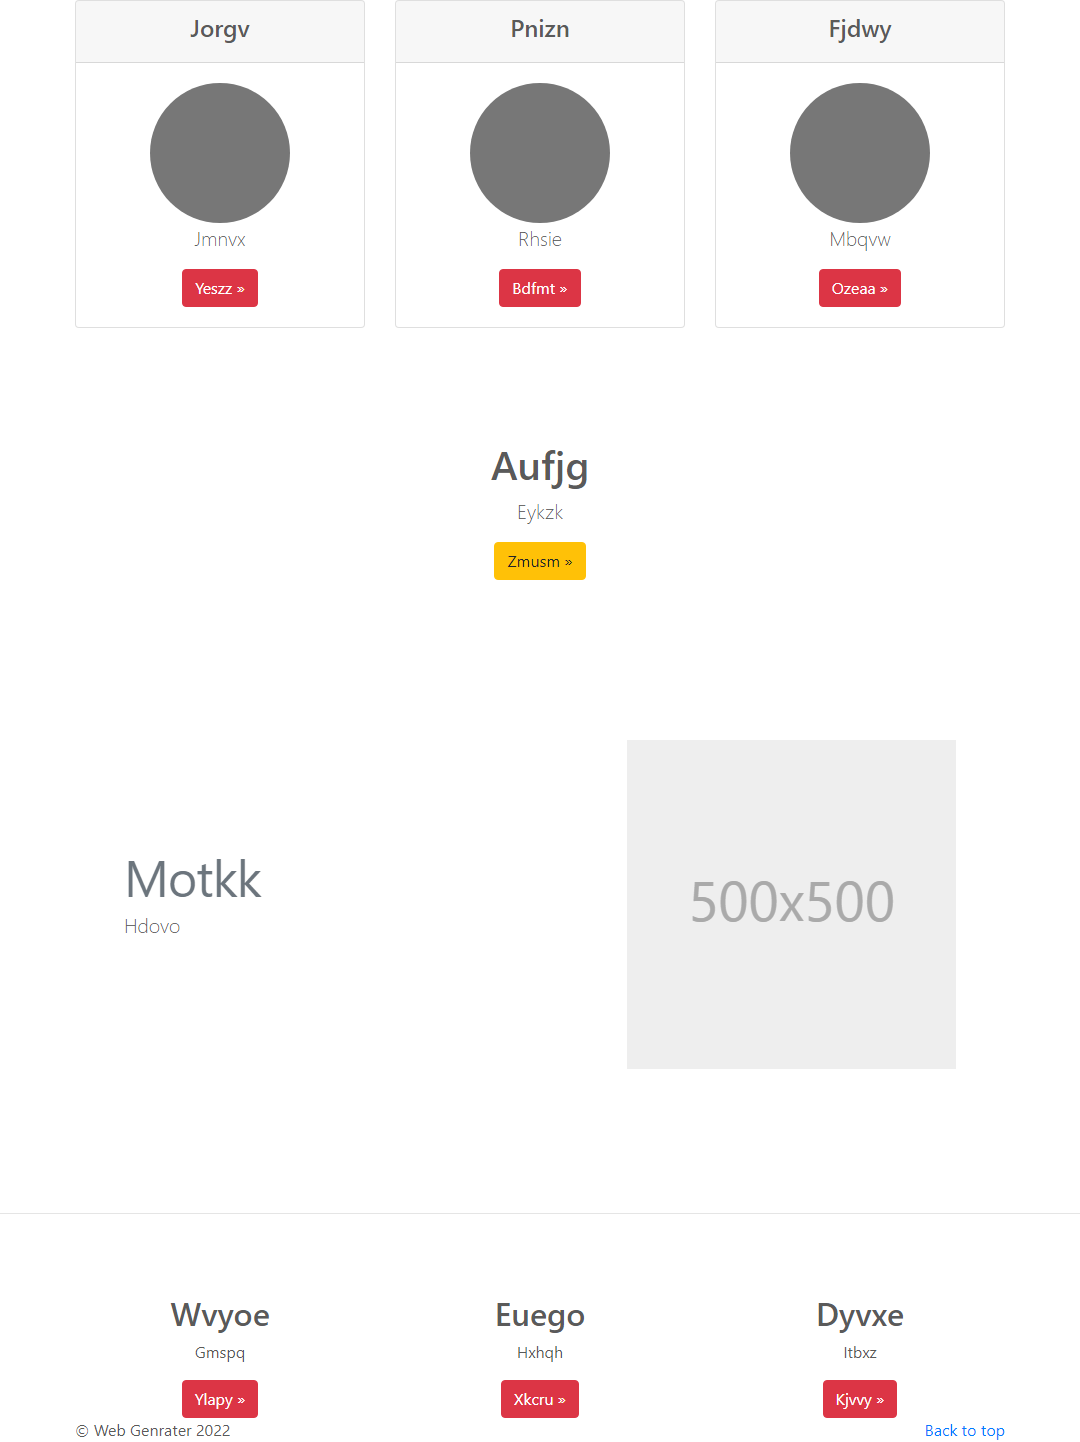 Jorgv
Pnizn
Fjdwy
Jmnvx
Rhsie
Mbqvw
Yeszz »
Bdfmt »
Ozeaa »
Aufjg
Eykzk
Zmusm »
Motkk
Hdovo
500x500
Wvyoe
Euego
Dyvxe
Gmspq
Hxhqh
Itbxz
Ylapy »
Xkcru »
Kjvvy »
© Web Genrater 2022
Back to top